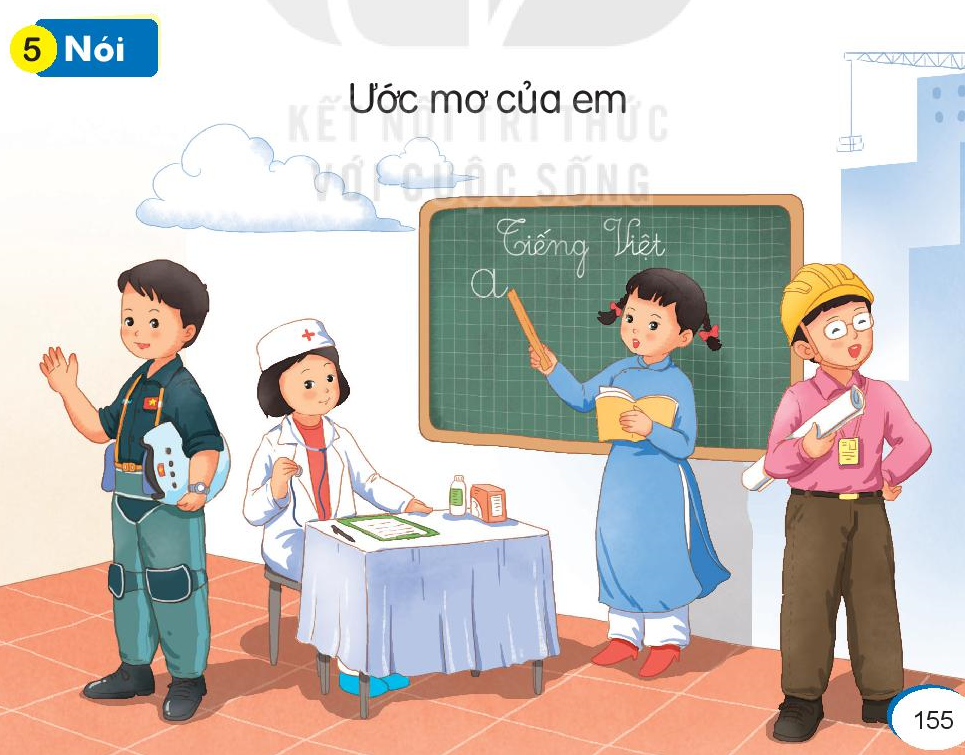 5 Nói
Ước mơ của em
KẾT NỐI TRI THỨC
VỚI CUỘC SỐNG
Tiếng Việt
a
155